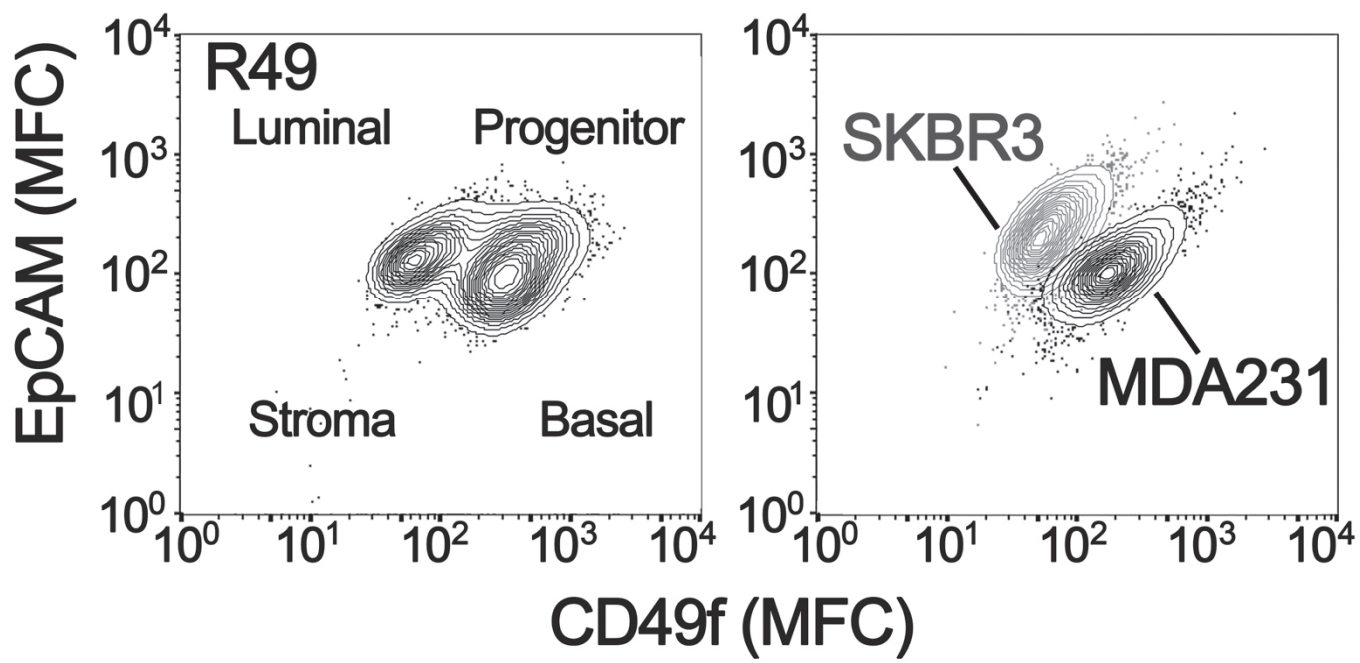 EpCAM (MFC)
10⁴
10³
10²
10¹
10⁰
R49
Luminal Progenitor
Stroma Basal
10⁰ 10¹ 10² 10³ 10⁴
10⁴
10³
10²
10¹
10⁰
SKBR3
MDA231
10⁰ 10¹ 10² 10³ 10⁴
CD49f (MFC)